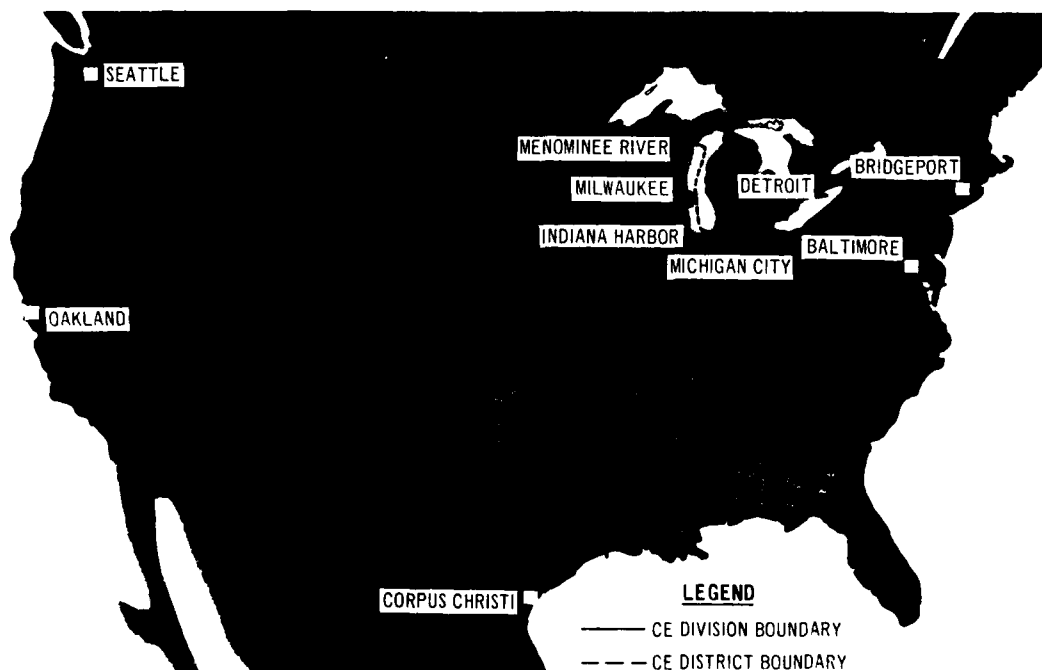 SEATTLE
MENOMINEE RIVER
BRIDGEPORT
MILWAUKEE
DETROIT
INDIANA HARBOR
BALTIMORE
MICHIGAN CITY
OAKLAND
CORPUS CHRISTI
LEGEND
CE DIVISION BOUNDARY
CE DISTRICT BOUNDARY